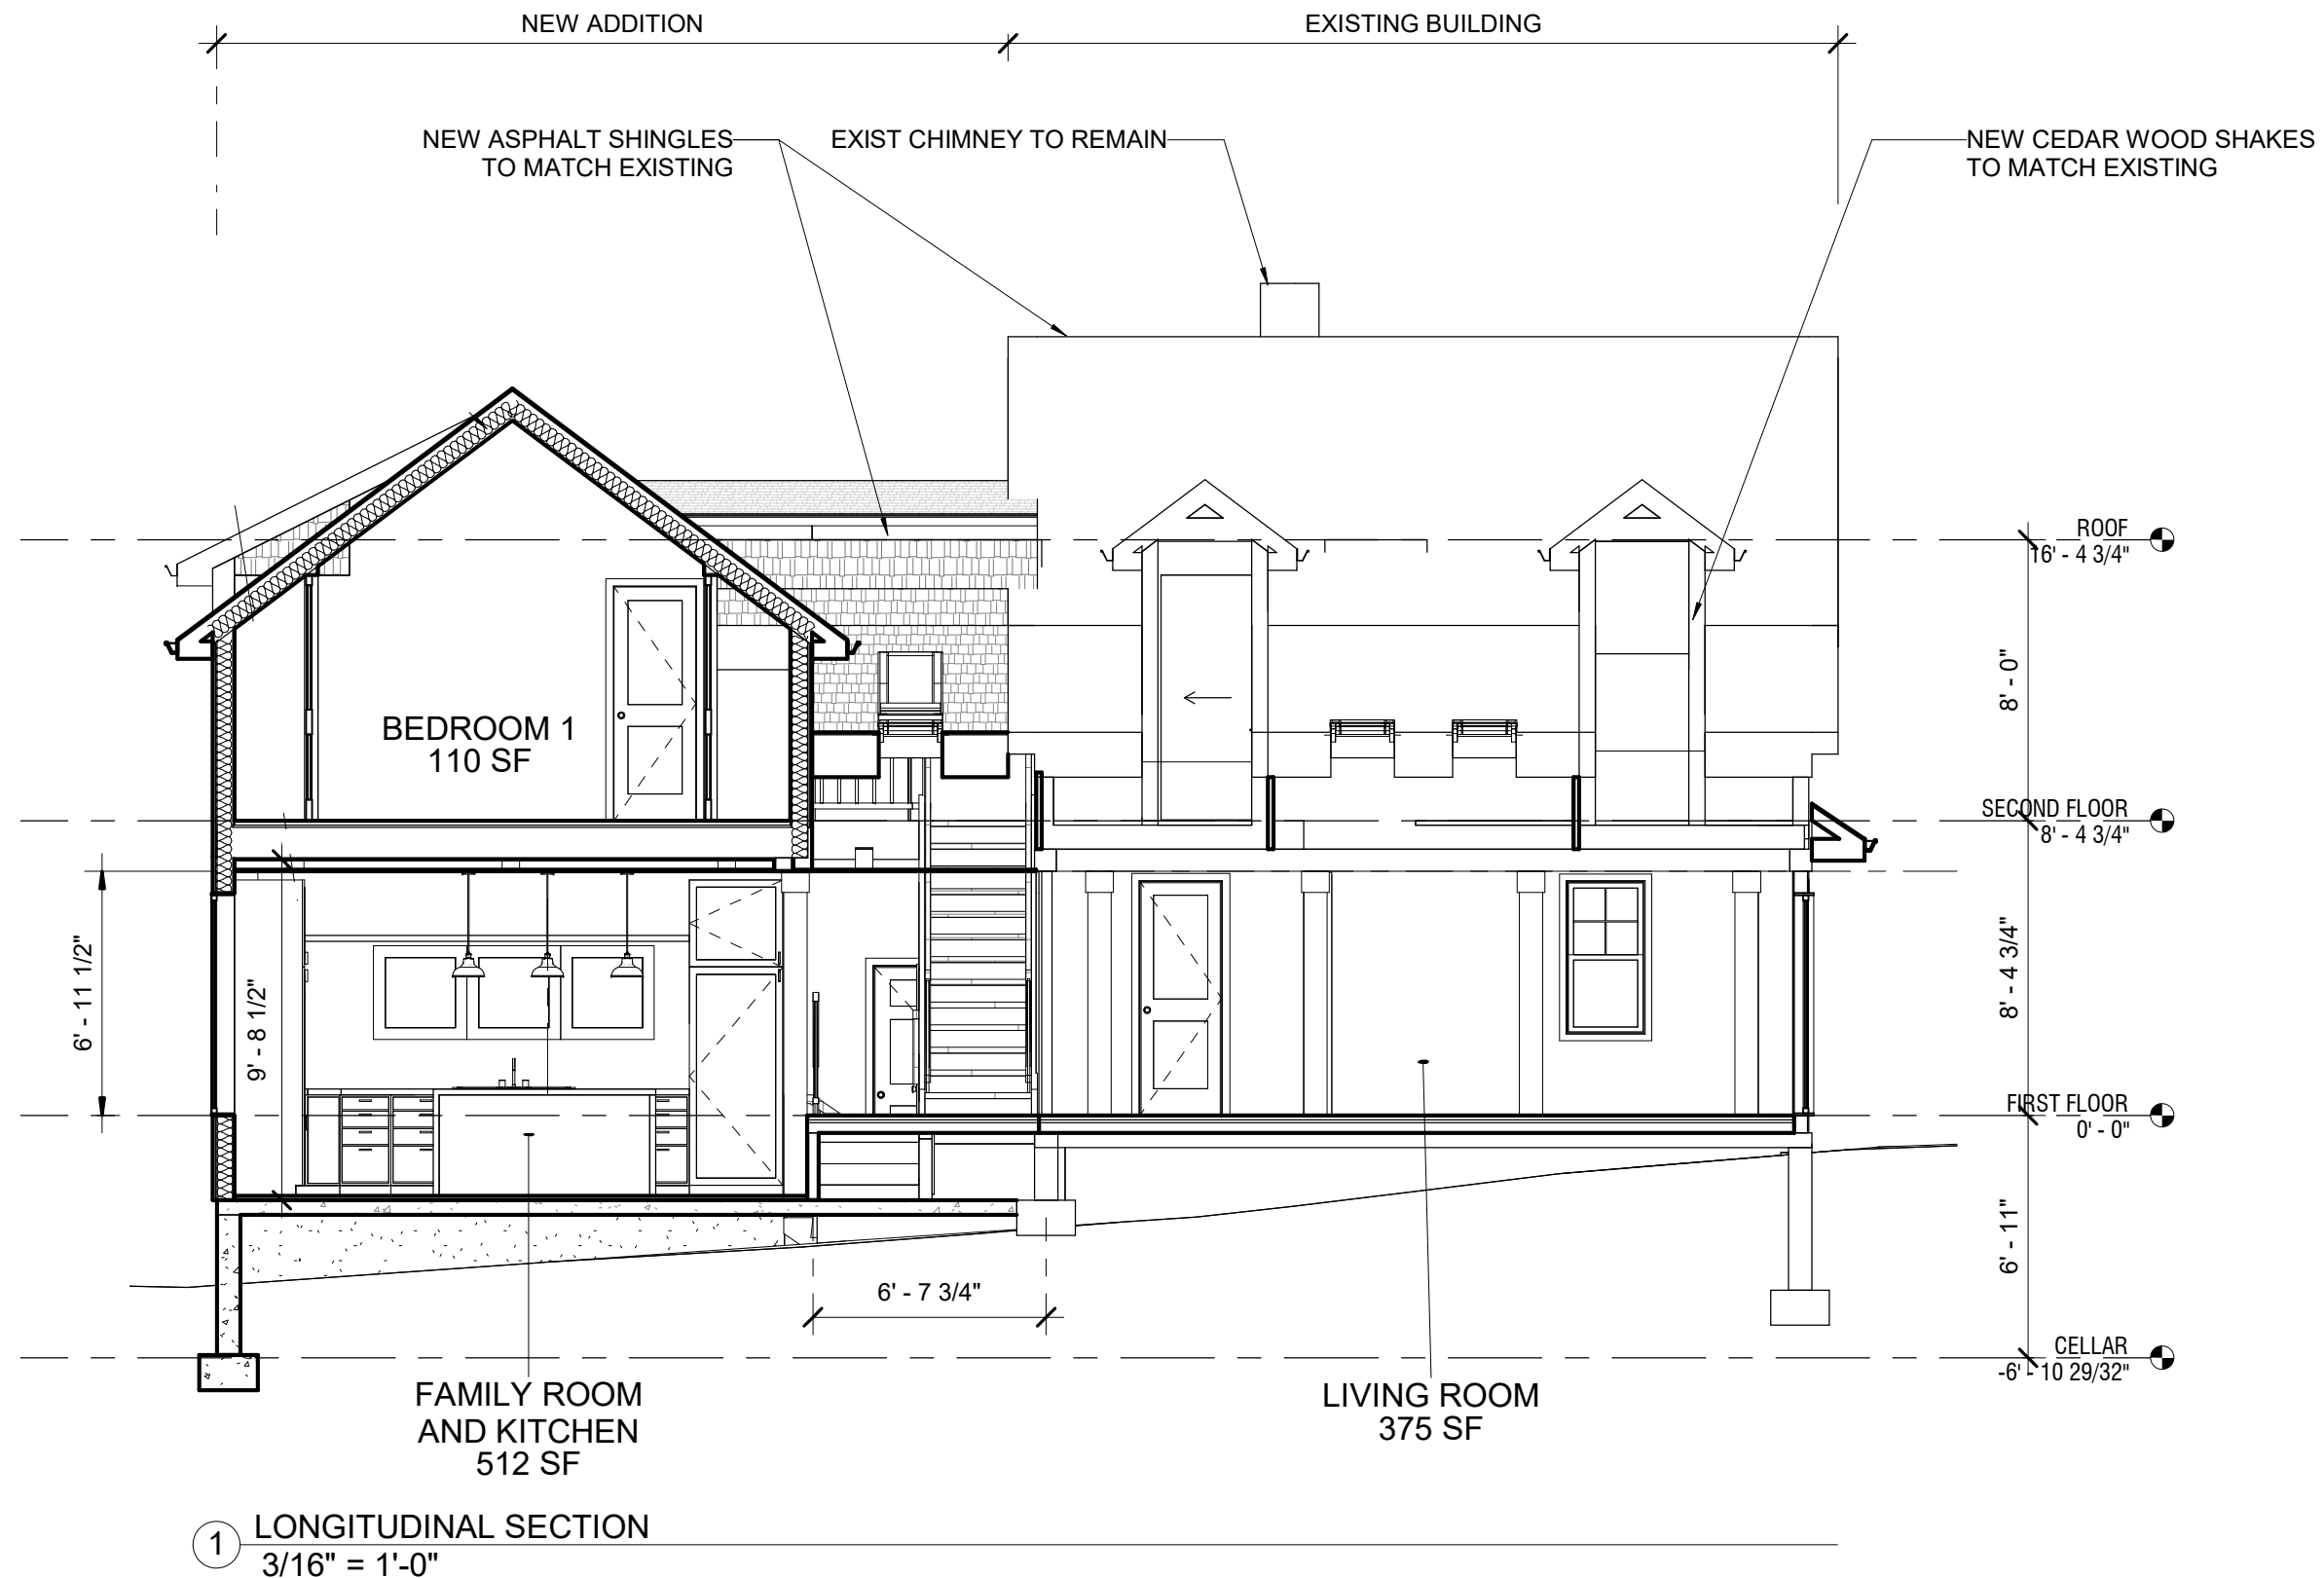 NEW ADDITION
EXISTING BUILDING
NEW ASPHALT SHINGLES
TO MATCH EXISTING
EXIST CHIMNEY TO REMAIN
NEW CEDAR WOOD SHAKES
TO MATCH EXISTING
ROOF
16' - 4 3/4"
8' - 0"
BEDROOM 1
110 SF
SECOND FLOOR
8' - 4 3/4"
6' - 11 1/2"
9' - 8 1/2"
8' - 4 3/4"
FIRST FLOOR
0' - 0"
6' - 11"
6' - 7 3/4"
CELLAR
-6' - 10 29/32"
FAMILY ROOM
AND KITCHEN
512 SF
LIVING ROOM
375 SF
1
LONGITUDINAL SECTION
3/16" = 1'-0"